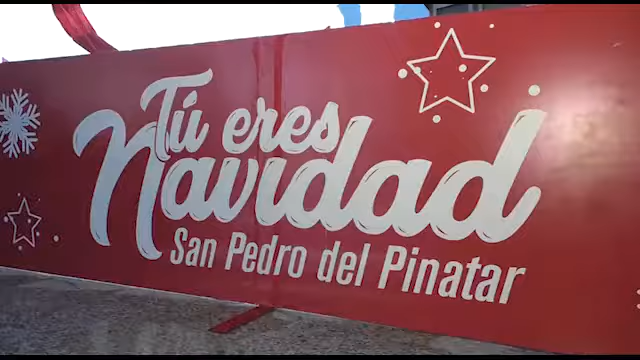 Tú eres
Navidad
San Pedro del Pinatar